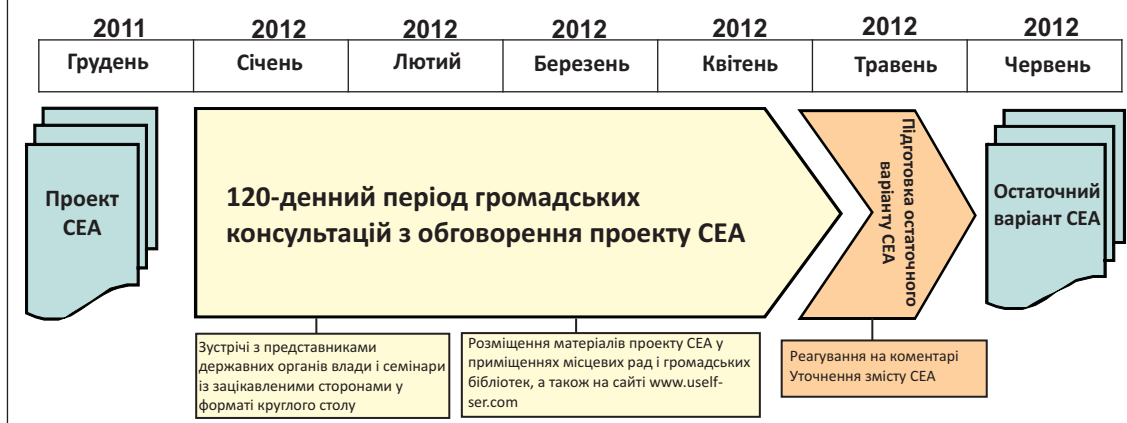 2011 2012 2012 2012 2012 2012 2012
Грудень Січень Лютий Березень Квітень Травень Червень
Проект
СЕА
120-денний період громадських
консультацій з обговорення проекту СЕА
Підготовка остаточного
варіанту СЕА
Остаточний
варіант СЕА
Зустрічі з представниками
державних органів влади і семінари
із зацікавленими сторонами у
форматі круглого столу
Розміщення матеріалів проекту СЕА у
приміщеннях місцевих рад і громадських
бібліотек, а також на сайті www.uself-
ser.com
Реагування на коментарі
Уточнення змісту СЕА